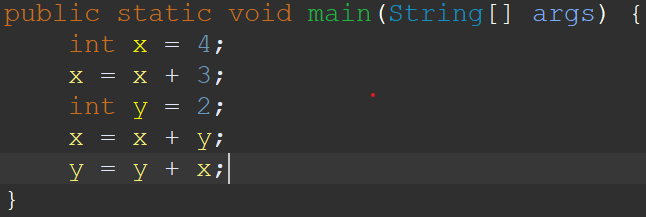 public static void main(String[] args) {
    int x = 4;
    x = x + 3;
    int y = 2;
    x = x + y;
    y = y + x;
}